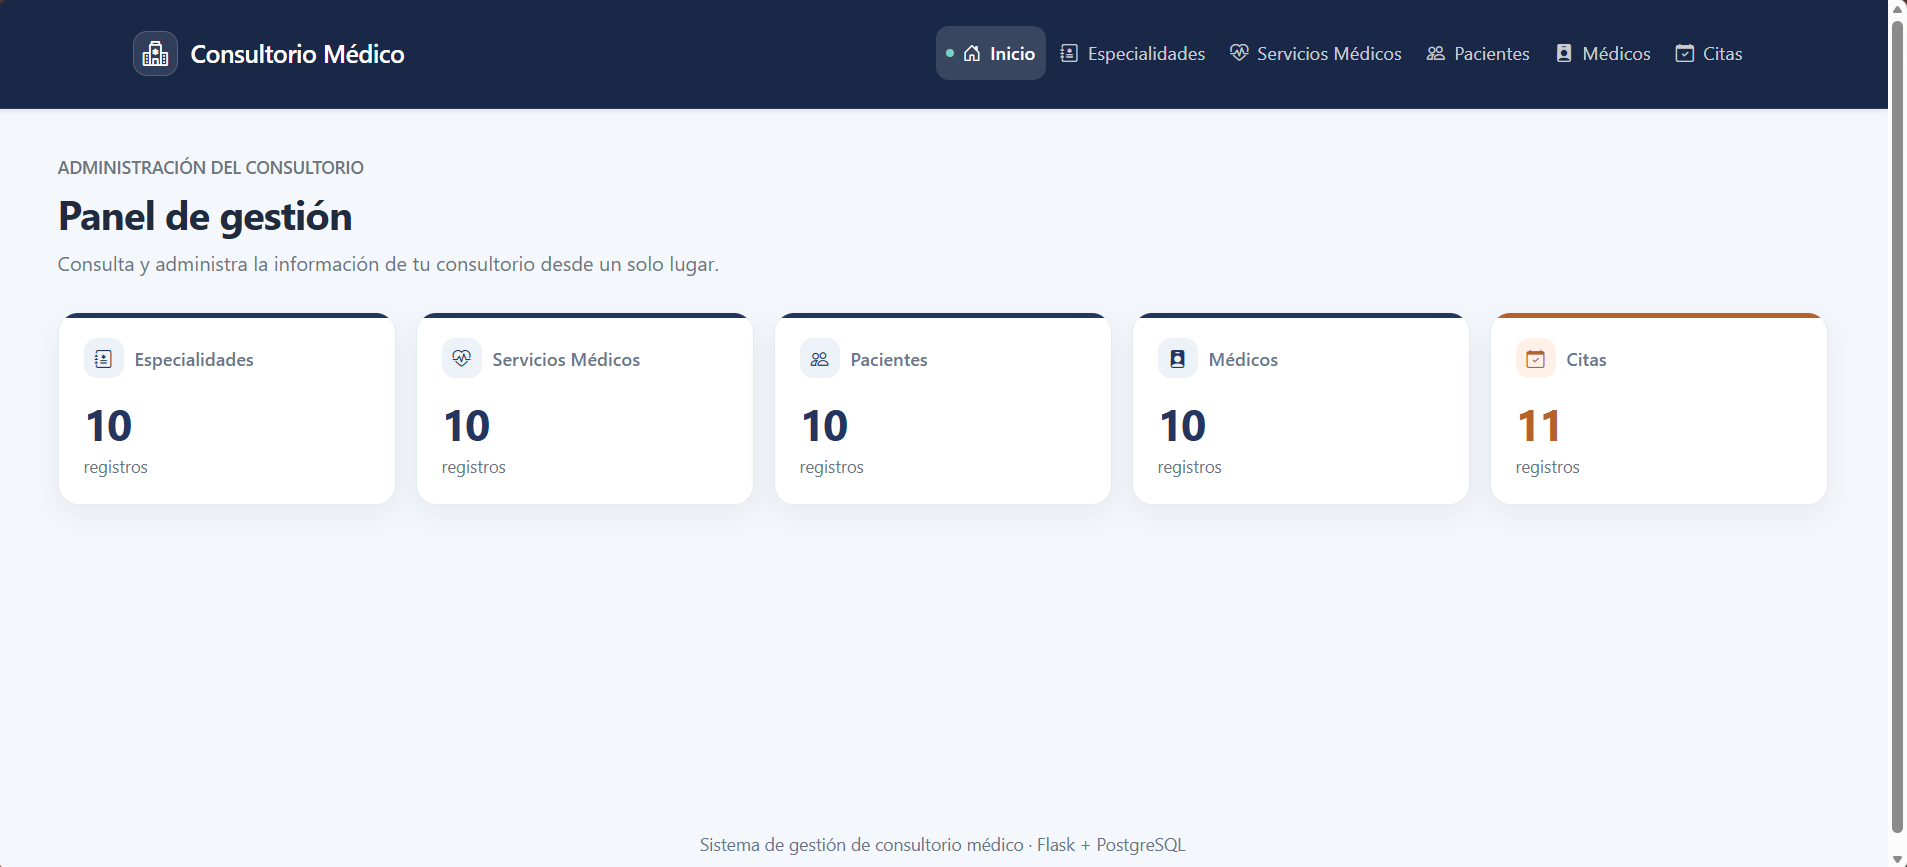 Consultorio Médico
Inicio Especialidades Servicios Médicos Pacientes Médicos Citas
ADMINISTRACIÓN DEL CONSULTORIO
Panel de gestión
Consulta y administra la información de tu consultorio desde un solo lugar.
Especialidades
10
registros
Servicios Médicos
10
registros
Pacientes
10
registros
Médicos
10
registros
Citas
11
registros
Sistema de gestión de consultorio médico · Flask + PostgreSQL